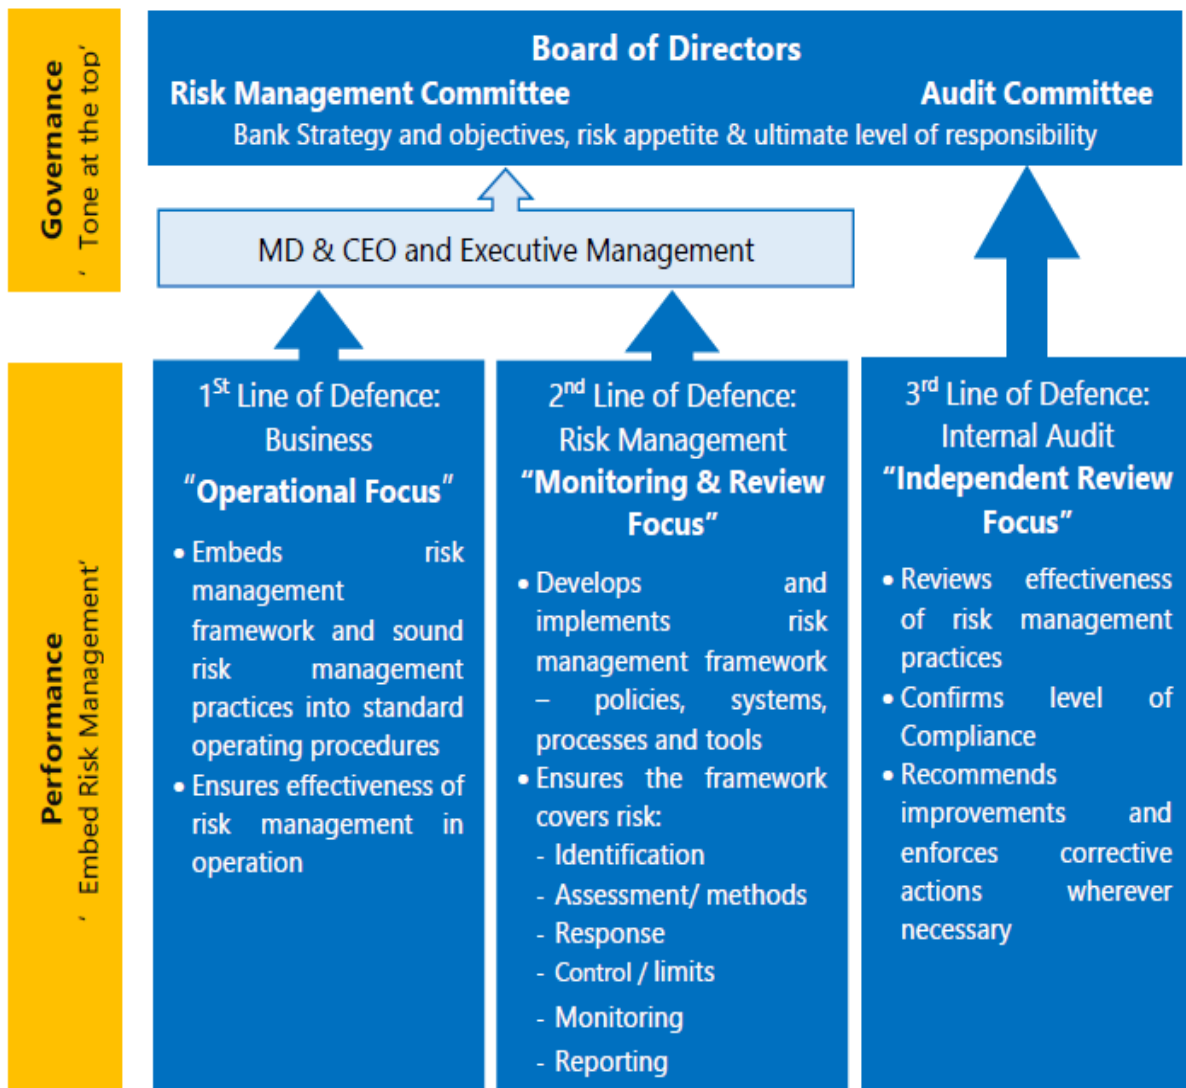 Governance
‘ Tone at the top’
Board of Directors
Risk Management Committee
Audit Committee
Bank Strategy and objectives, risk appetite & ultimate level of responsibility
MD & CEO and Executive Management
Performance
‘ Embed Risk Management’
1St Line of Defence:
Business
“Operational Focus”
• Embeds risk
management
framework and sound
risk management
practices into standard
operating procedures
• Ensures effectiveness of
risk management in
operation
2nd Line of Defence:
Risk Management
“Monitoring & Review
Focus”
• Develops and
implements risk
management framework
– policies, systems,
processes and tools
• Ensures the framework
covers risk:
- Identification
- Assessment/ methods
- Response
- Control / limits
- Monitoring
- Reporting
3rd Line of Defence:
Internal Audit
“Independent Review
Focus”
• Reviews effectiveness
of risk management
practices
• Confirms level of
Compliance
• Recommends
improvements and
enforces corrective
actions wherever
necessary